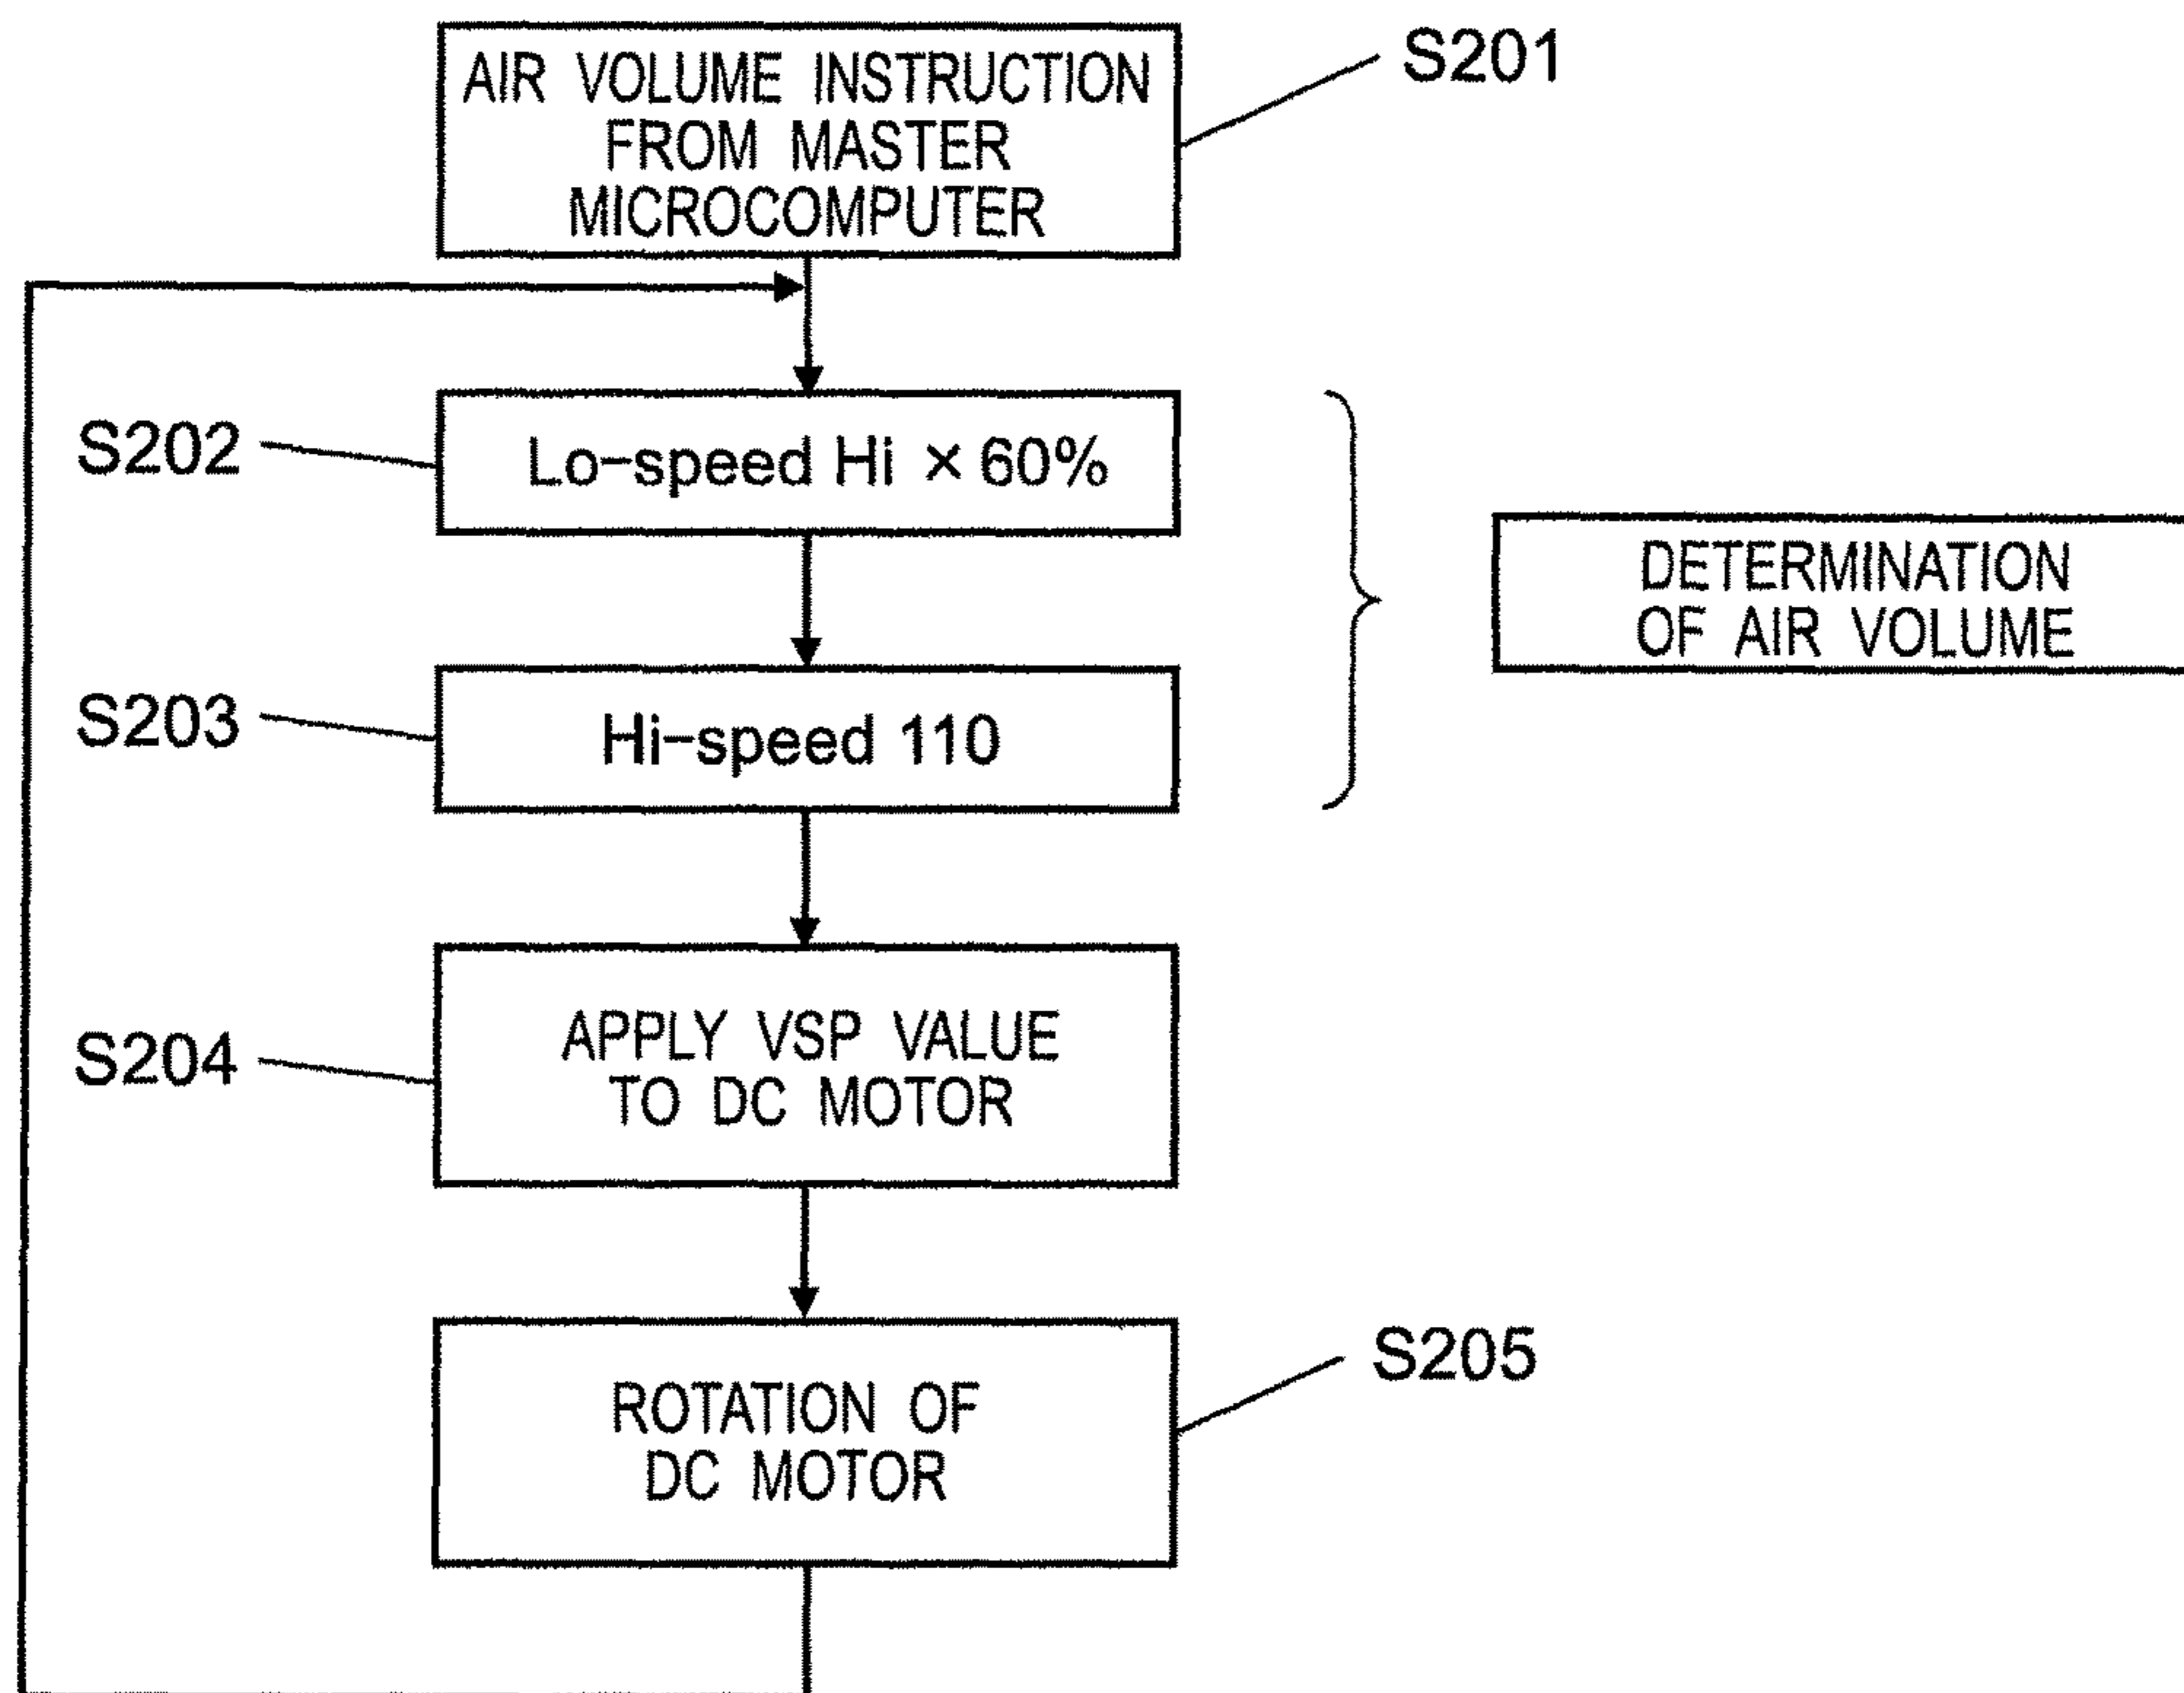 AIR VOLUME INSTRUCTION
FROM MASTER
MICROCOMPUTER
S201
S202
Lo-speed Hi × 60%
DETERMINATION
OF AIR VOLUME
S203
Hi-speed 110
S204
APPLY VSP VALUE
TO DC MOTOR
S205
ROTATION OF
DC MOTOR